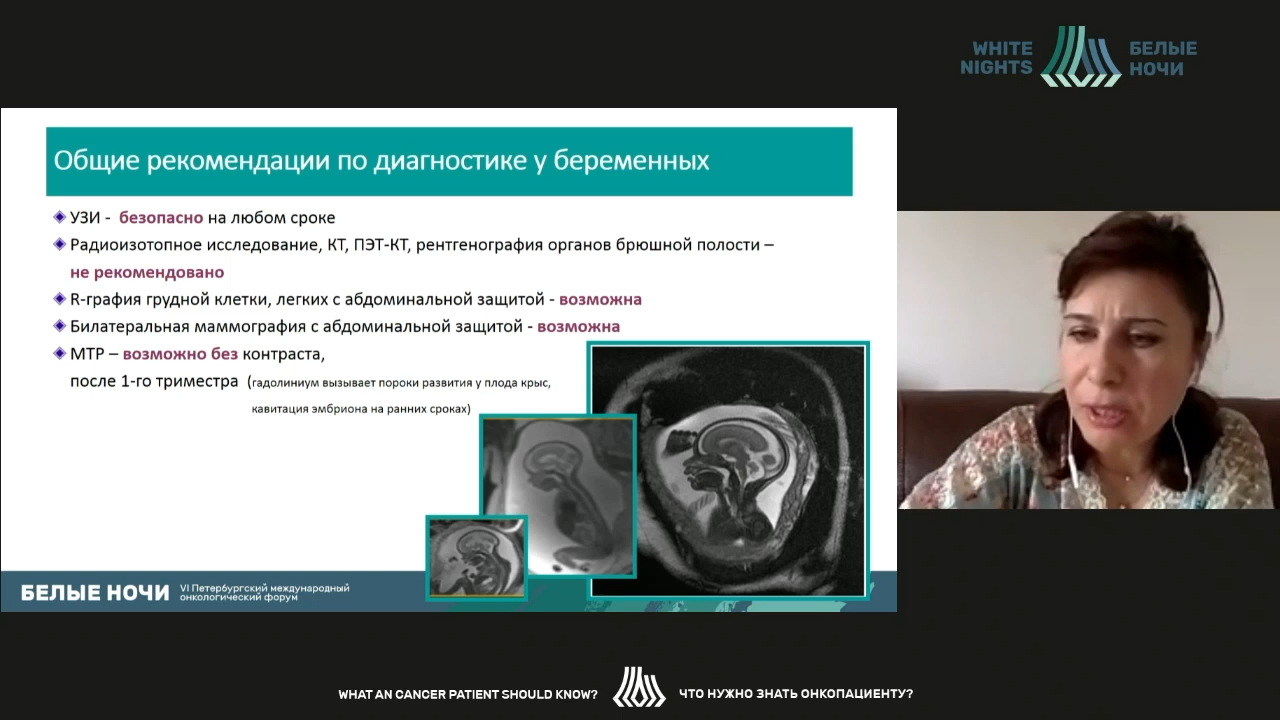 WHITE
NIGHTS
БЕЛЫЕ
НОЧИ
Общие рекомендации по диагностике у беременных
УЗИ - безопасно на любом сроке
Радиоизотопное исследование, КТ, ПЭТ-КТ, рентгенография органов брюшной полости –
не рекомендовано
R-графия грудной клетки, легких с абдоминальной защитой - возможна
Билатеральная маммография с абдоминальной защитой - возможна
МТР – возможно без контраста,
после 1-го триместра (гадолиниум вызывает пороки развития у плода крыс,
кавитация эмбриона на ранних сроках)
БЕЛЫЕ НОЧИ
VI Петербургский международный
онкологический форум
WHAT AN CANCER PATIENT SHOULD KNOW?
ЧТО НУЖНО ЗНАТЬ ОНКОПАЦИЕНТУ?